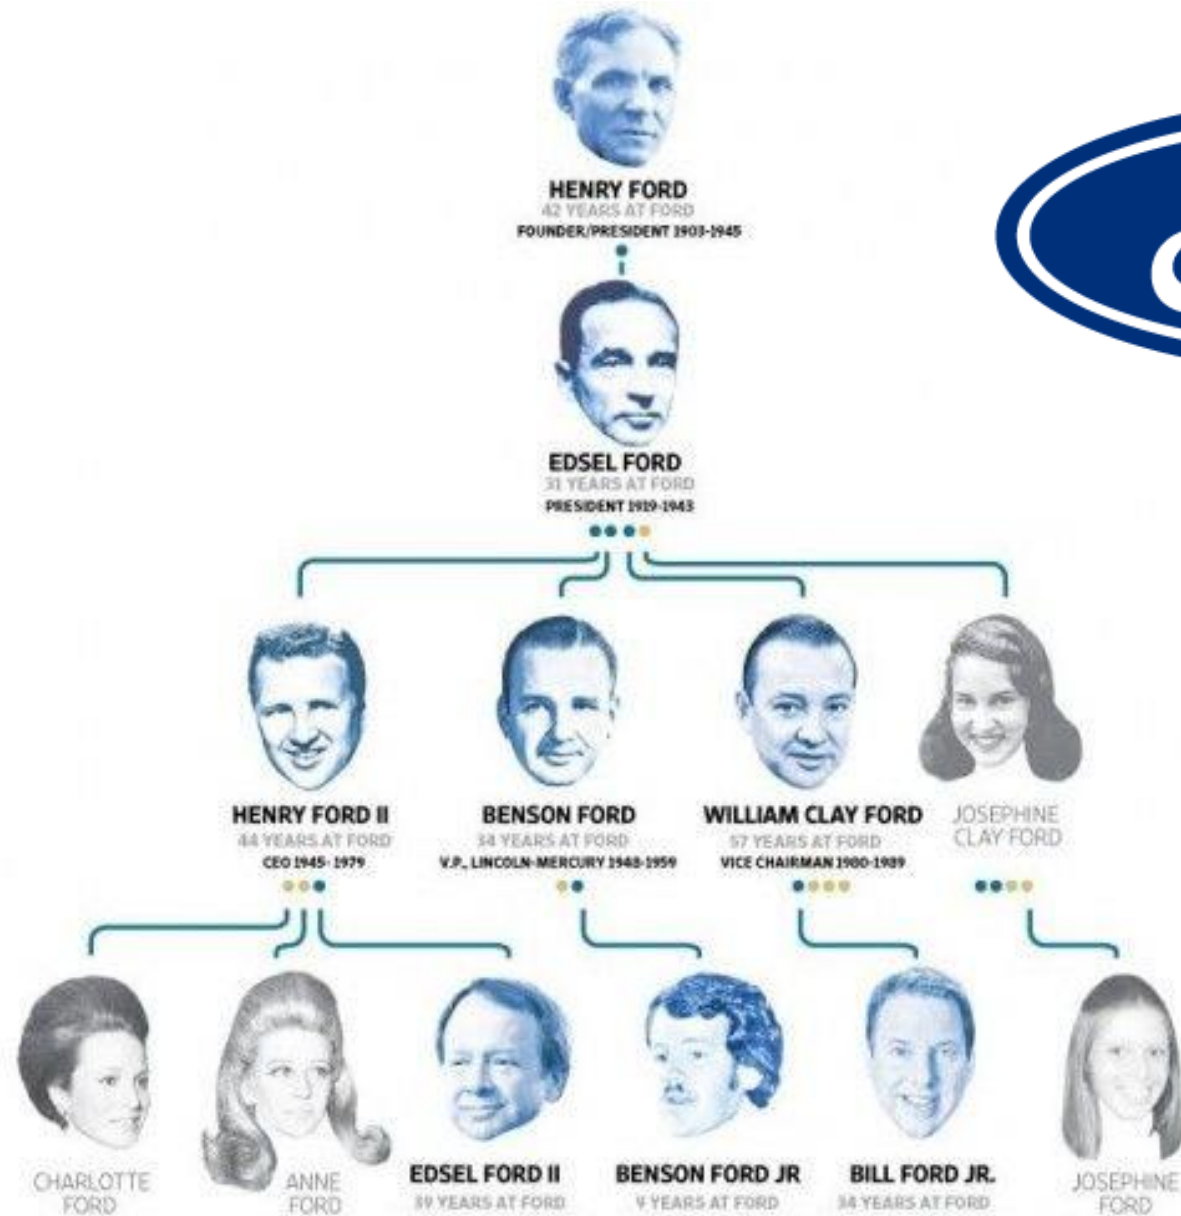 HENRY FORD
42 YEARS AT FORD
FOUNDER/PRESIDENT 1903-1945
EDSEL FORD
31 YEARS AT FORD
PRESIDENT 1919-1943
HENRY FORD II
44 YEARS AT FORD
CEO 1945-1979
BENSON FORD
34 YEARS AT FORD
V.P., LINCOLN-MERCURY 1948-1959
WILLIAM CLAY FORD
57 YEARS AT FORD
VICE CHAIRMAN 1980-1989
JOSEPHINE
CLAY FORD
CHARLOTTE
FORD
ANNE
FORD
EDSEL FORD II
39 YEARS AT FORD
BENSON FORD JR
9 YEARS AT FORD
BILL FORD JR.
34 YEARS AT FORD
JOSEPHINE
FORD